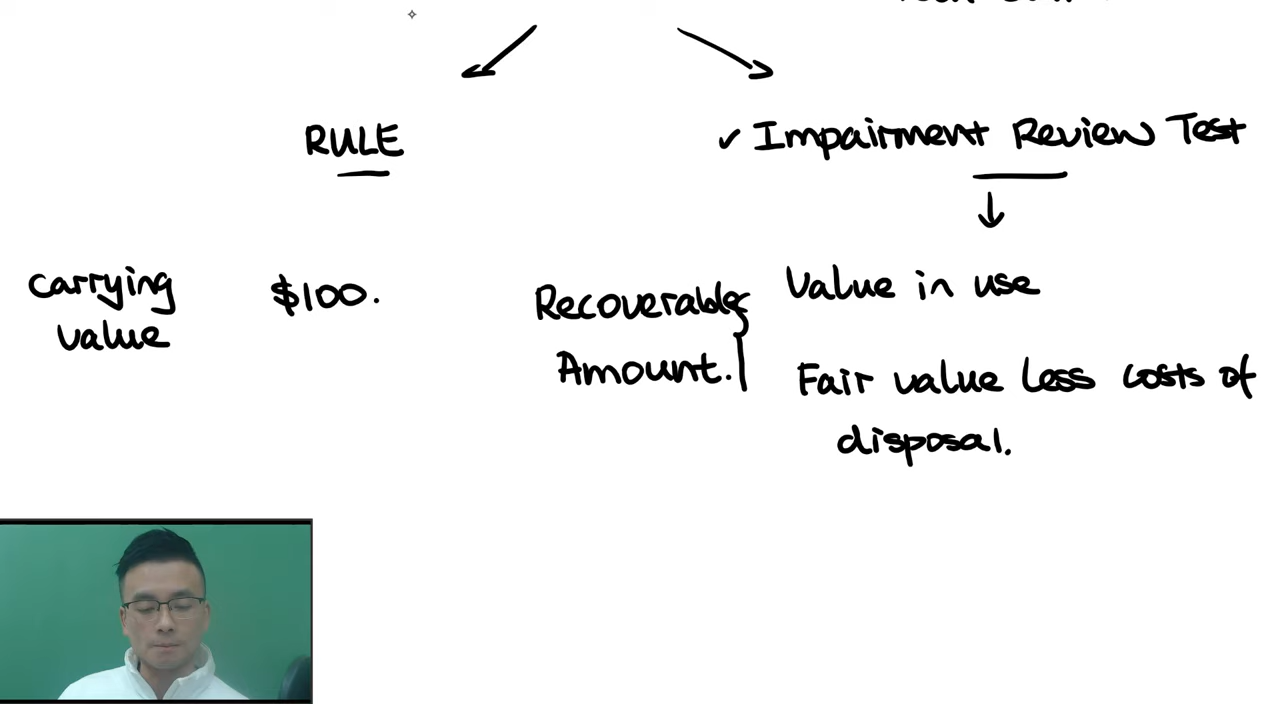 RULE
✓ Impairment Review Test
Carrying
value
$100.
Recoverable
Amount.
Value in use
Fair value less costs of
disposal.